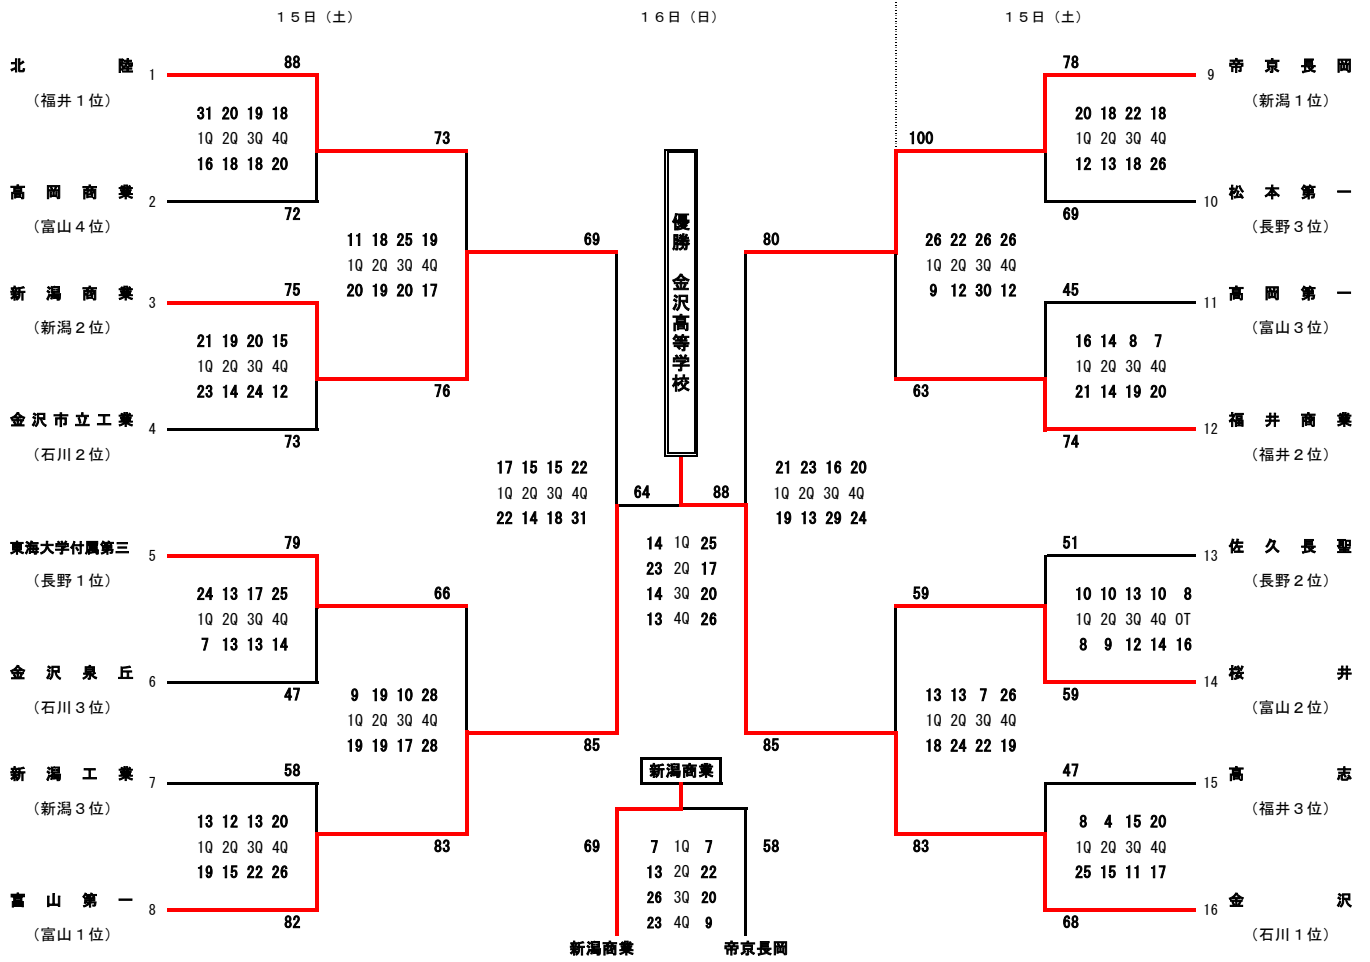 １５日（土）
１６日（日）
１５日（土）
北陸 1 88
（福井１位）
31 20 19 18
1Q 2Q 3Q 4Q
16 18 18 20
高岡商業 2 72
（富山４位）
73
11 18 25 19
1Q 2Q 3Q 4Q
20 19 20 17
76
新潟商業 3 75
（新潟２位）
21 19 20 15
1Q 2Q 3Q 4Q
23 14 24 12
金沢市立工業 4 73
（石川２位）
69
17 15 15 22
1Q 2Q 3Q 4Q
22 14 18 31
85
東海大学付属第三 5 79
（長野１位）
24 13 17 25
1Q 2Q 3Q 4Q
7 13 13 14
金沢泉丘 6 47
（石川３位）
66
9 19 10 28
1Q 2Q 3Q 4Q
19 19 17 28
83
新潟工業 7 58
（新潟３位）
13 12 13 20
1Q 2Q 3Q 4Q
19 15 22 26
富山第一 8 82
（富山１位）
優勝　金沢高等学校
64 88
14 1Q 25
23 2Q 17
14 3Q 20
13 4Q 26
新潟商業
69 58
7 1Q 7
13 2Q 22
26 3Q 20
23 4Q 9
新潟商業 帝京長岡
78 9 帝京長岡
（新潟１位）
20 18 22 18
1Q 2Q 3Q 4Q
12 13 18 26
69 10 松本第一
（長野３位）
100
26 22 26 26
1Q 2Q 3Q 4Q
9 12 30 12
63
45 11 高岡第一
（富山３位）
16 14 8 7
1Q 2Q 3Q 4Q
21 14 19 20
74 12 福井商業
（福井２位）
80
21 23 16 20
1Q 2Q 3Q 4Q
19 13 29 24
85
51 13 佐久長聖
（長野２位）
10 10 13 10 8
1Q 2Q 3Q 4Q OT
8 9 12 14 16
59 14 桜井
（富山２位）
59
13 13 7 26
1Q 2Q 3Q 4Q
18 24 22 19
83
47 15 高志
（福井３位）
8 4 15 20
1Q 2Q 3Q 4Q
25 15 11 17
68 16 金沢
（石川１位）